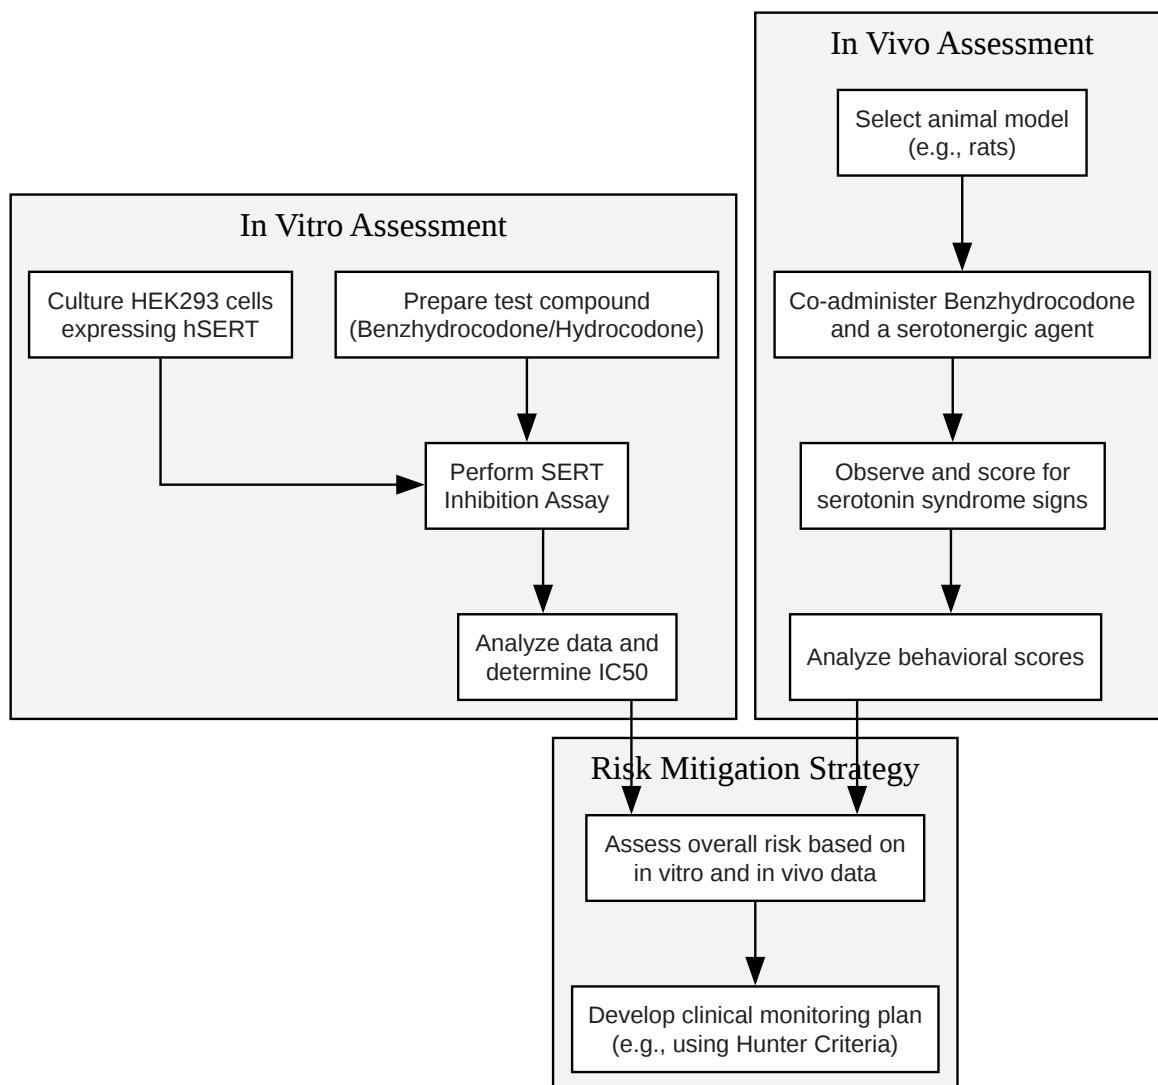 In Vitro Assessment
Culture HEK293 cells
expressing hSERT
Prepare test compound
(Benzhydrocodone/Hydrocodone)
Perform SERT
Inhibition Assay
Analyze data and
determine IC50
In Vivo Assessment
Select animal model
(e.g., rats)
Co-administer Benzhydrocodone
and a serotonergic agent
Observe and score for
serotonin syndrome signs
Analyze behavioral scores
Risk Mitigation Strategy
Assess overall risk based on
in vitro and in vivo data
Develop clinical monitoring plan
(e.g., using Hunter Criteria)